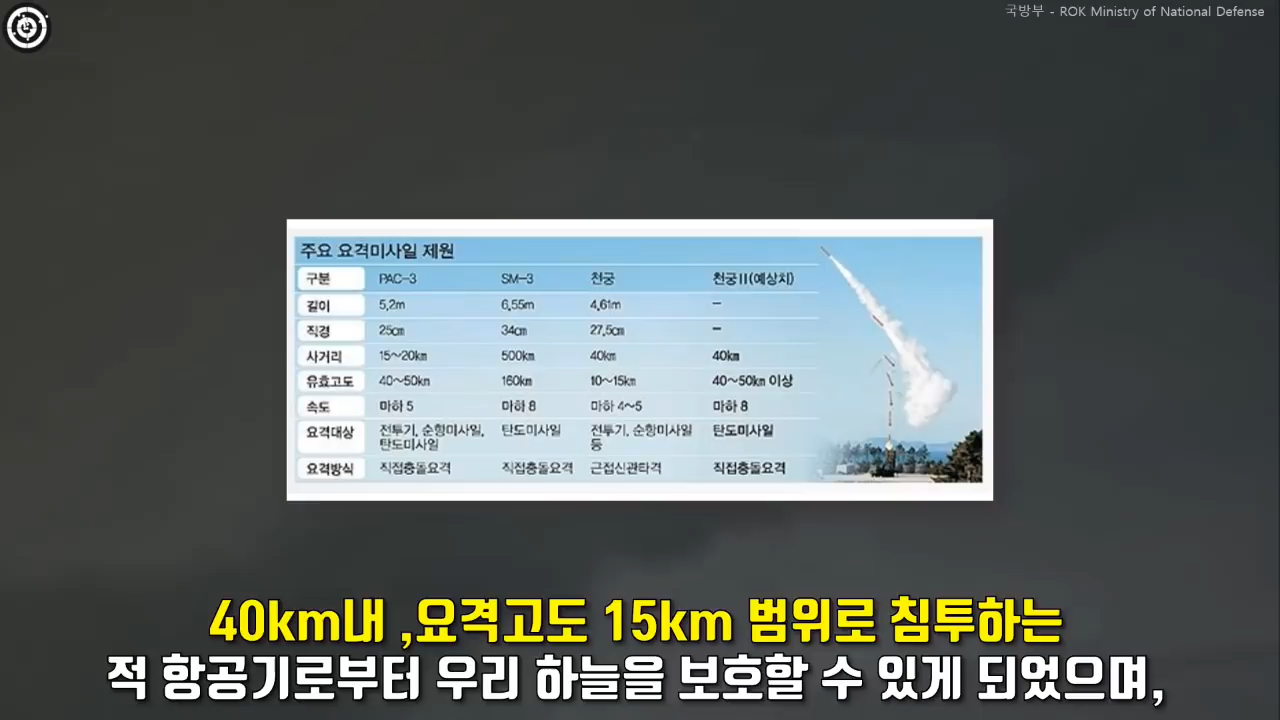 국방부 - ROK Ministry of National Defense
주요 요격미사일 제원
구분 PAC-3 SM-3 천궁 천궁II(예상치)
길이 5.2m 6.55m 4.61m -
직경 25㎝ 34㎝ 27.5㎝ -
사거리 15~20㎞ 500㎞ 40㎞ 40㎞
유효고도 40~50㎞ 160㎞ 10~15㎞ 40~50㎞ 이상
속도 마하 5 마하 8 마하 4~5 마하 8
요격대상 전투기, 순항미사일, 탄도미사일 전투기, 순항미사일 탄도미사일
탄도미사일 등
요격방식 직접충돌요격 직접충돌요격 근접신관타격 직접충돌요격
40km내 ,요격고도 15km 범위로 침투하는
적 항공기로부터 우리 하늘을 보호할 수 있게 되었으며,